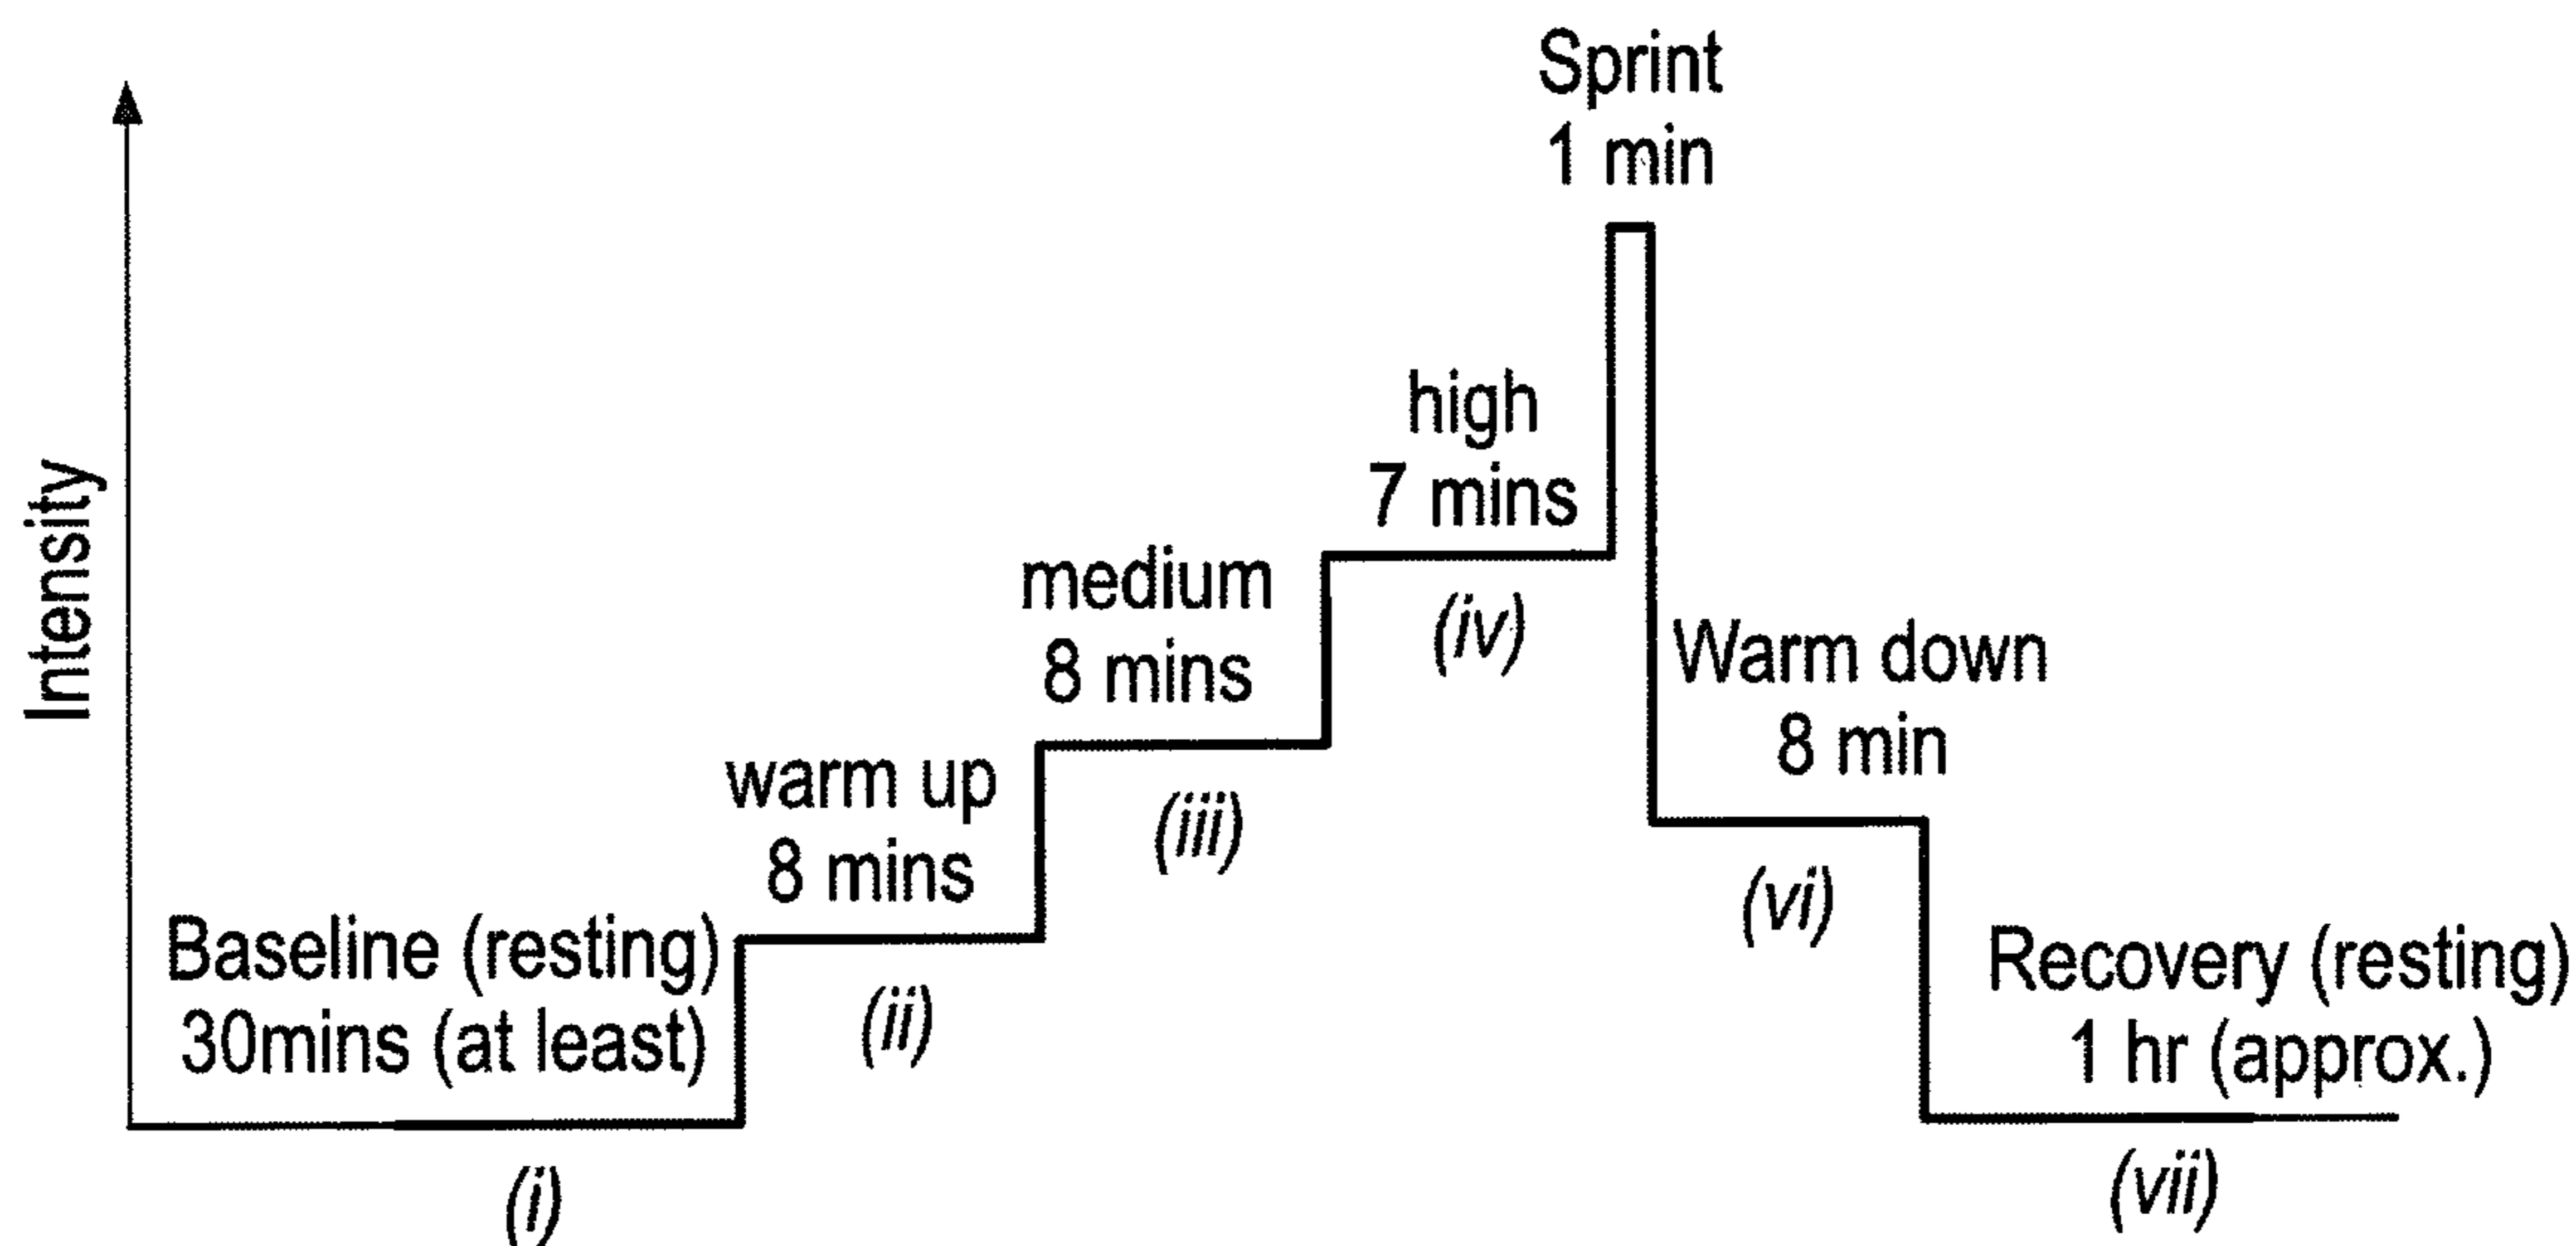 Sprint
1 min
high
7 mins
(iv)
medium
8 mins
(iii)
Intensity
Warm down
8 min
(vi)
warm up
8 mins
(ii)
Baseline (resting)
30mins (at least)
(i)
Recovery (resting)
1 hr (approx.)
(vii)